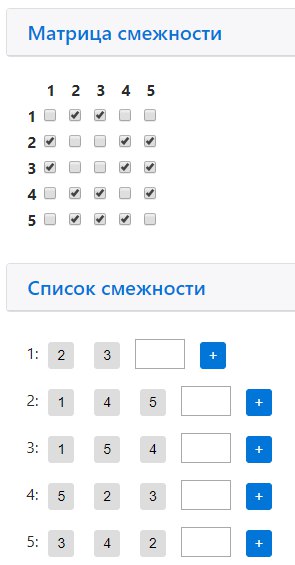 Матрица смежности
1 2 3 4 5
1
2
3
4
5
Список смежности
1: 2 3 +
2: 1 4 5 +
3: 1 5 4 +
4: 5 2 3 +
5: 3 4 2 +